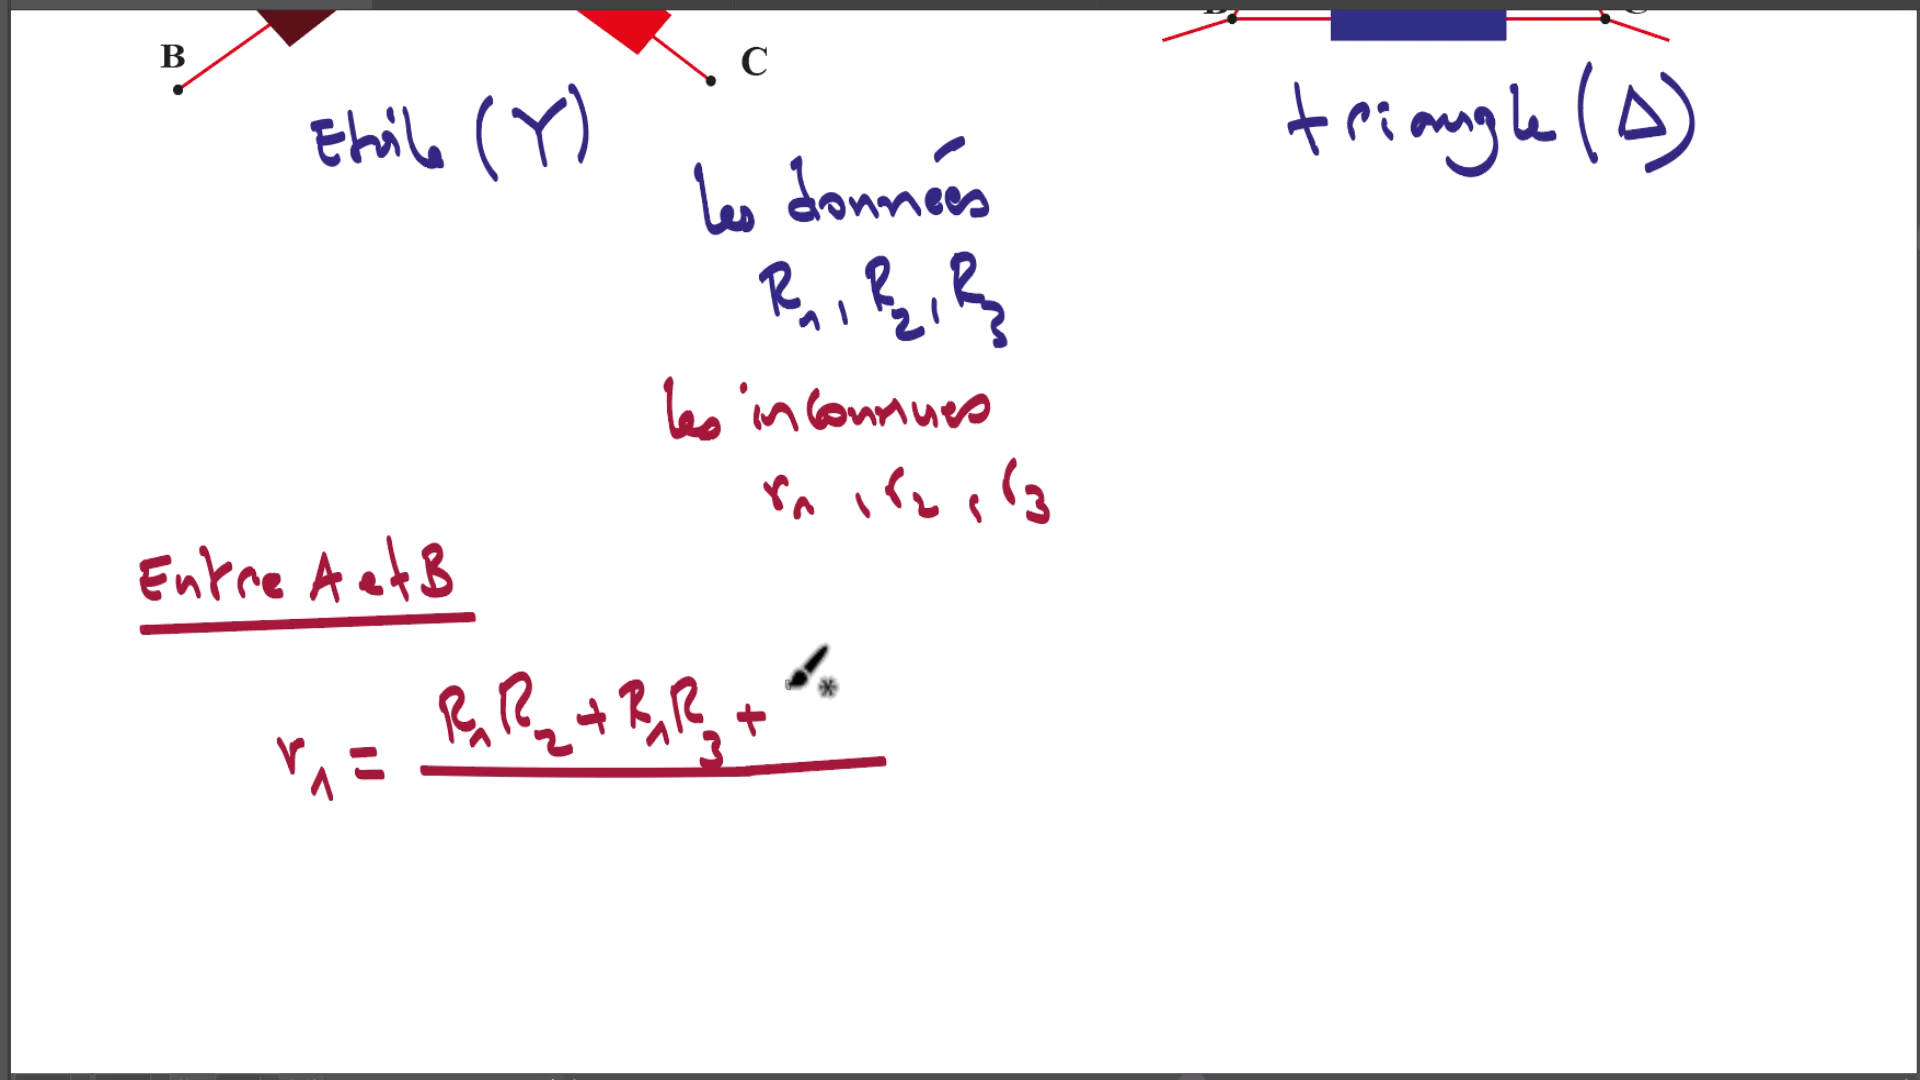 B
C
Etoile (Y)
triangle (Δ)
les données
R1, R2, R3
les inconnues
r1, r2, r3
Entre A et B
r1 = R1R2 + R1R3 +